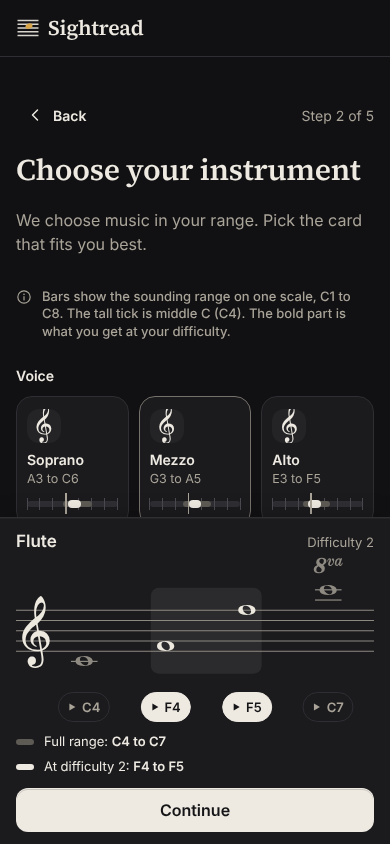 Sightread
Back
Step 2 of 5
Choose your instrument
We choose music in your range. Pick the card
that fits you best.
Bars show the sounding range on one scale, C1 to
C8. The tall tick is middle C (C4). The bold part is
what you get at your difficulty.
Voice
Soprano
A3 to C6
Mezzo
G3 to A5
Alto
E3 to F5
Flute
Difficulty 2
8va
C4
F4
F5
C7
Full range: C4 to C7
At difficulty 2: F4 to F5
Continue